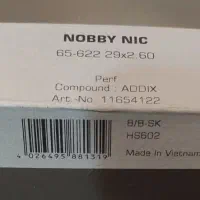 NOBBY NIC
65-622 29x2.60
Perf
Compound : ADDIX
Art.-No. 11654122
B/B-SK
HS602
4 026495 881319
Made in Vietnam